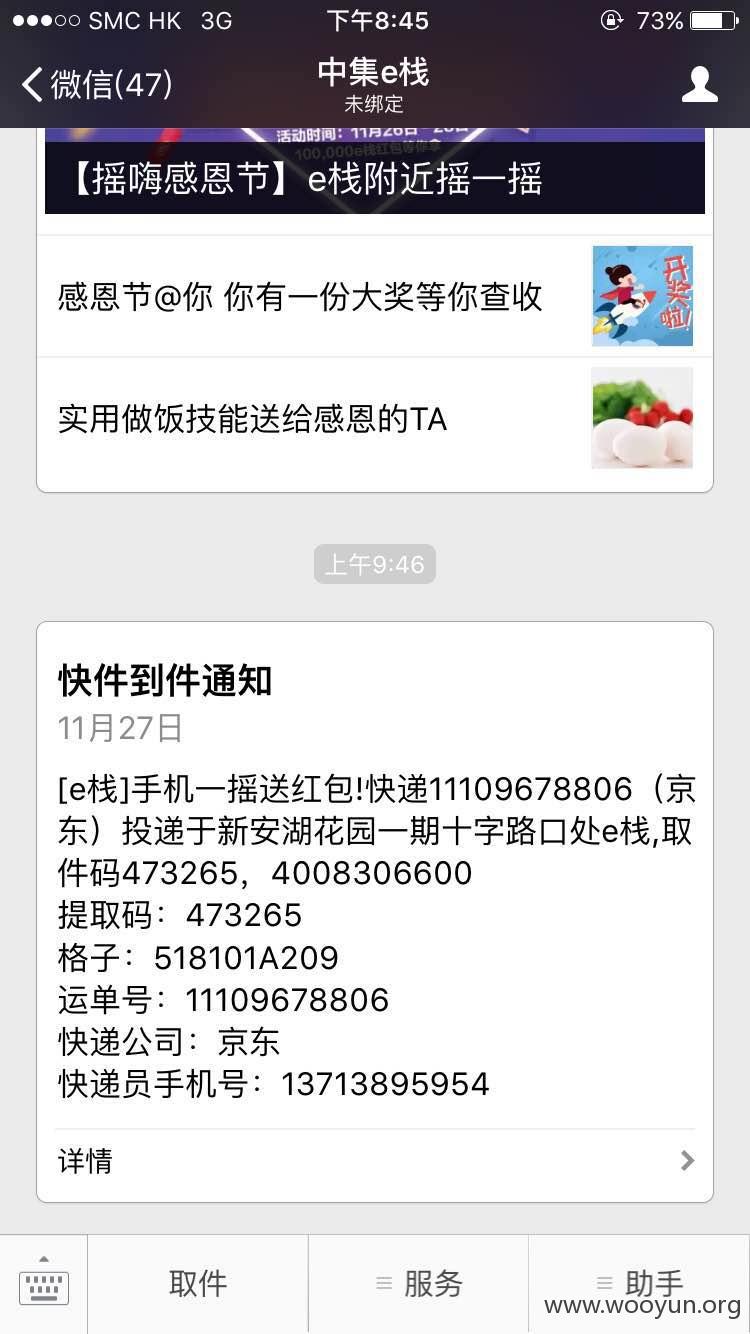 SMC HK 3G 下午8:45 73%
微信(47) 中集e栈
未绑定
活动时间：11月26日-28日
100,000e栈红包等你拿
【摇嗨感恩节】e栈附近摇一摇
感恩节@你 你有一份大奖等你查收
开奖啦!
实用做饭技能送给感恩的TA
上午9:46
快件到件通知
11月27日
[e栈]手机一摇送红包!快递11109678806（京
东）投递于新安湖花园一期十字路口处e栈,取
件码473265，4008306600
提取码：473265
格子：518101A209
运单号：11109678806
快递公司：京东
快递员手机号：13713895954
详情
取件 服务 助手
www.wooyun.org